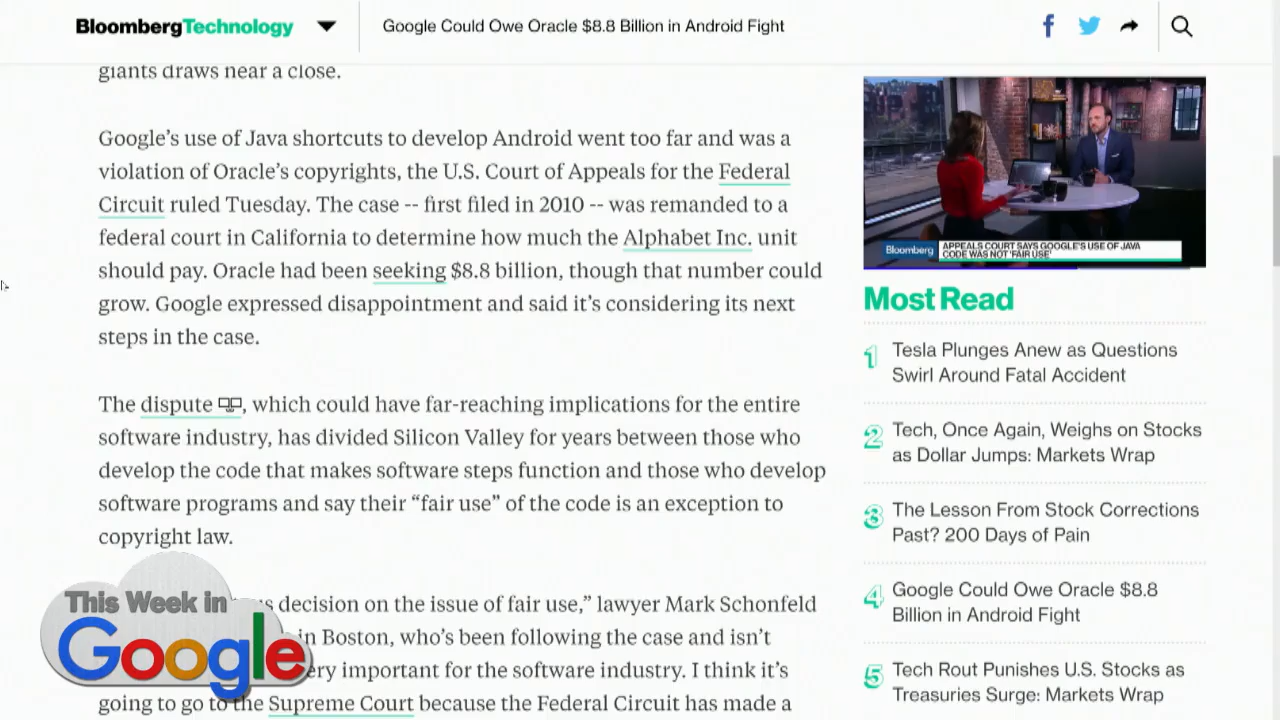 BloombergTechnology
Google Could Owe Oracle $8.8 Billion in Android Fight
giants draws near a close.
Google’s use of Java shortcuts to develop Android went too far and was a
violation of Oracle’s copyrights, the U.S. Court of Appeals for the Federal
Circuit ruled Tuesday. The case -- first filed in 2010 -- was remanded to a
federal court in California to determine how much the Alphabet Inc. unit
should pay. Oracle had been seeking $8.8 billion, though that number could
grow. Google expressed disappointment and said it’s considering its next
steps in the case.
The dispute, which could have far-reaching implications for the entire
software industry, has divided Silicon Valley for years between those who
develop the code that makes software steps function and those who develop
software programs and say their “fair use” of the code is an exception to
copyright law.
decision on the issue of fair use,” lawyer Mark Schonfeld
in Boston, who’s been following the case and isn’t
important for the software industry. I think it’s
going to go to the Supreme Court because the Federal Circuit has made a
This Week in
Google
Bloomberg
APPEALS COURT SAYS GOOGLE'S USE OF JAVA
CODE WAS NOT 'FAIR USE'
Most Read
1
Tesla Plunges Anew as Questions
Swirl Around Fatal Accident
2
Tech, Once Again, Weighs on Stocks
as Dollar Jumps: Markets Wrap
3
The Lesson From Stock Corrections
Past? 200 Days of Pain
4
Google Could Owe Oracle $8.8
Billion in Android Fight
5
Tech Rout Punishes U.S. Stocks as
Treasuries Surge: Markets Wrap